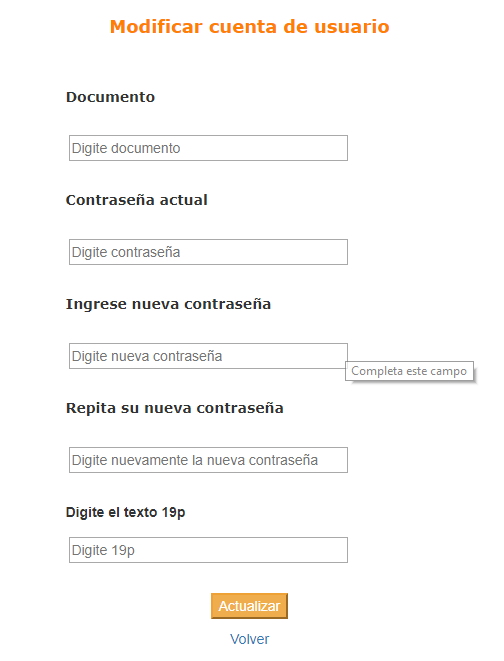 Modificar cuenta de usuario
Documento
Digite documento
Contraseña actual
Digite contraseña
Ingrese nueva contraseña
Digite nueva contraseña
Completa este campo
Repita su nueva contraseña
Digite nuevamente la nueva contraseña
Digite el texto 19p
Digite 19p
Actualizar
Volver